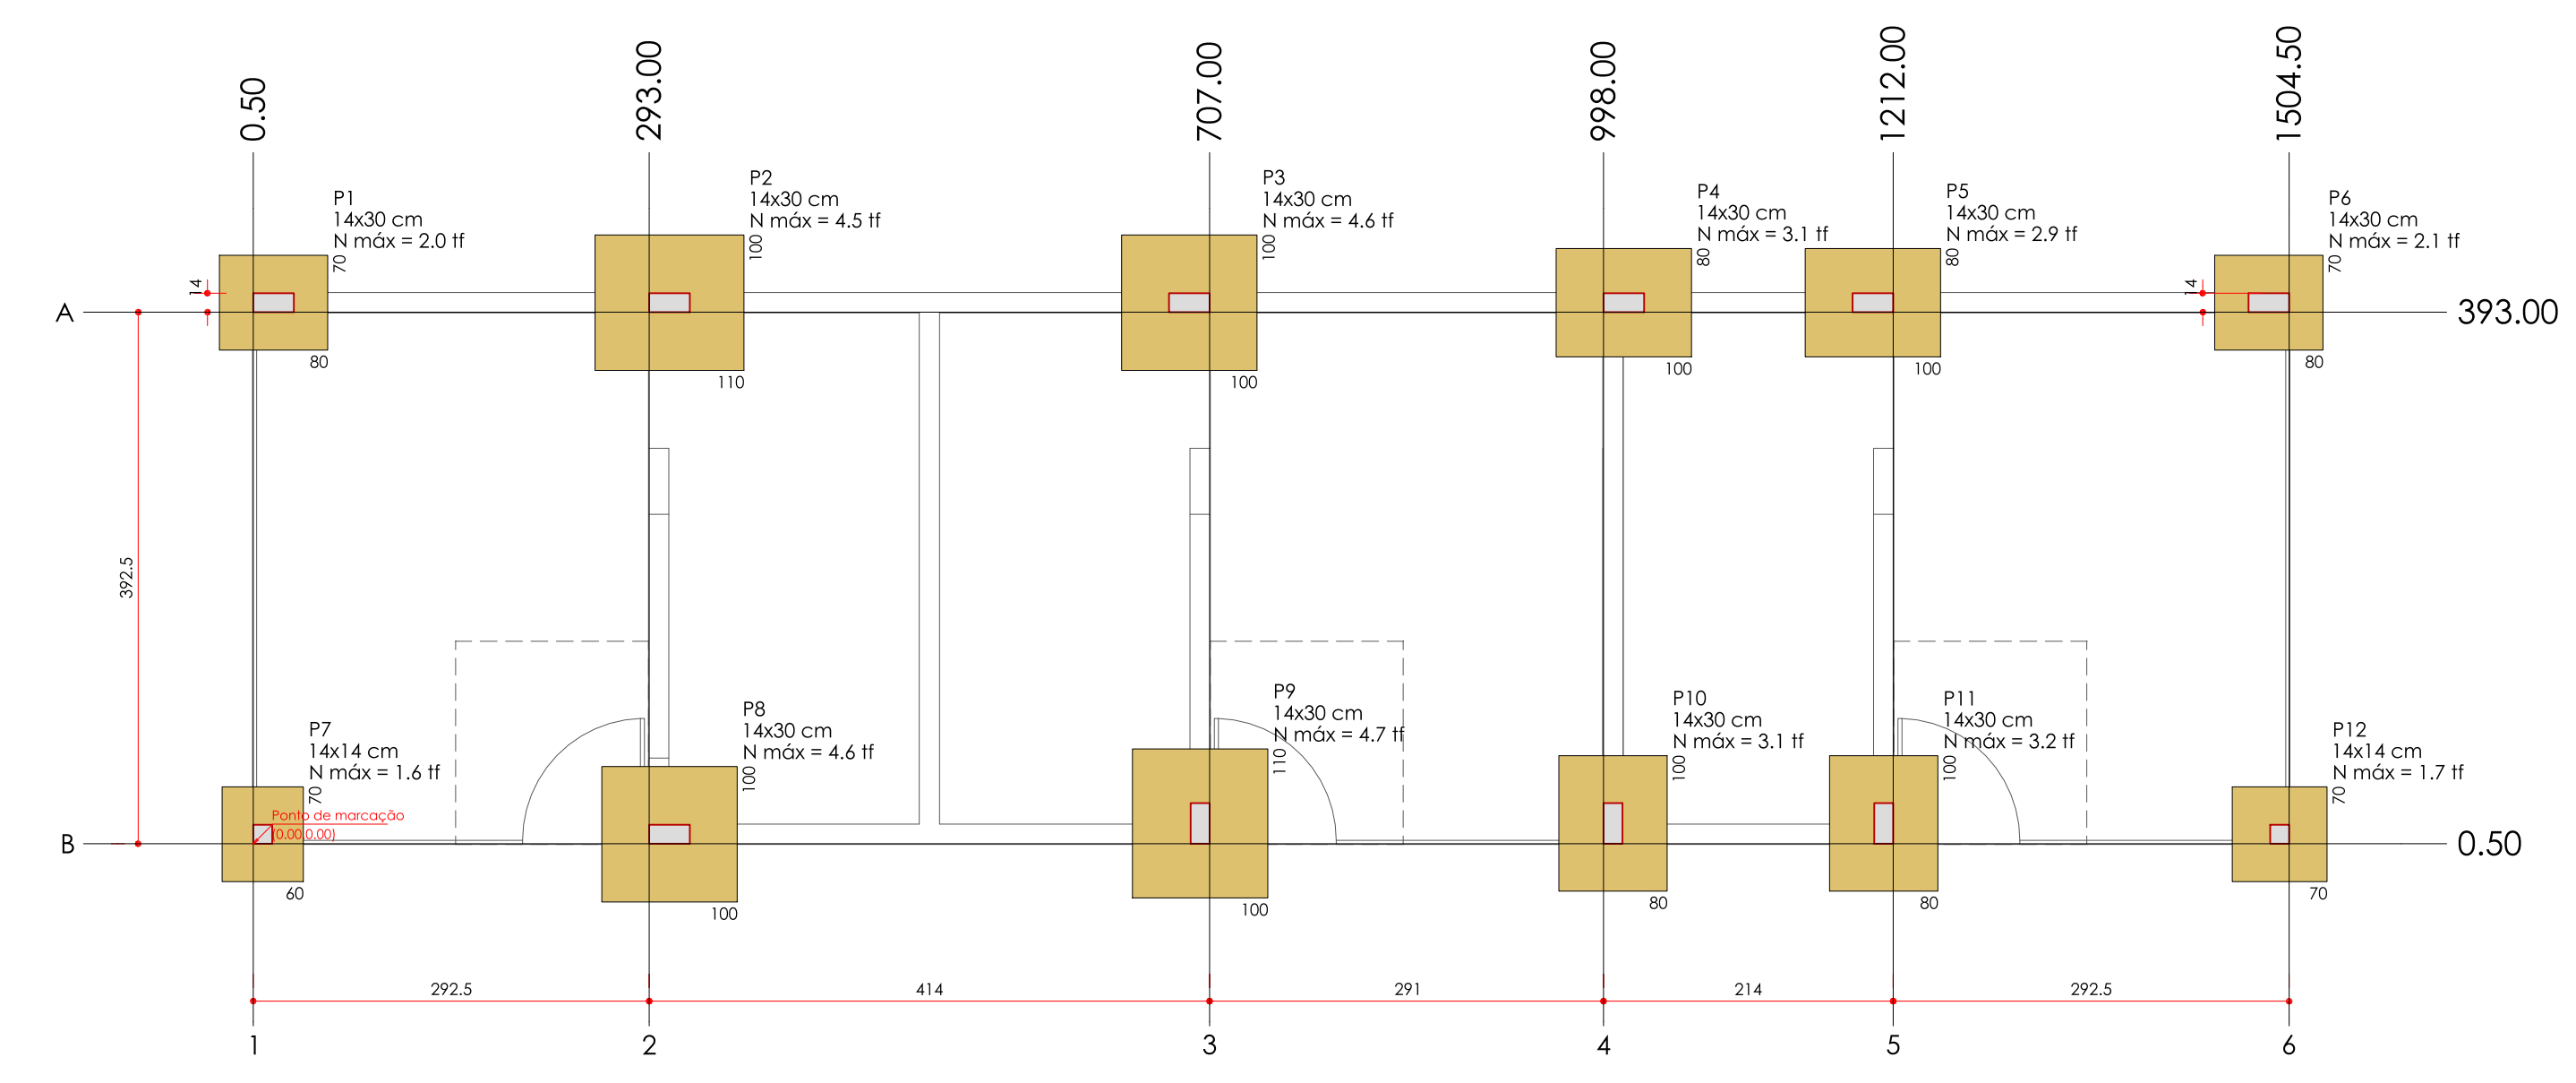 0.50
293.00
707.00
998.00
1212.00
1504.50
P1
14x30 cm
N máx = 2.0 tf
70
80
14
P2
14x30 cm
N máx = 4.5 tf
100
110
P3
14x30 cm
N máx = 4.6 tf
100
100
P4
14x30 cm
N máx = 3.1 tf
80
100
P5
14x30 cm
N máx = 2.9 tf
80
100
P6
14x30 cm
N máx = 2.1 tf
70
80
14
A
393.00
392.5
P7
14x14 cm
N máx = 1.6 tf
70
60
Ponto de marcação
(0.00,0.00)
P8
14x30 cm
N máx = 4.6 tf
100
100
P9
14x30 cm
N máx = 4.7 tf
110
100
P10
14x30 cm
N máx = 3.1 tf
100
80
P11
14x30 cm
N máx = 3.2 tf
100
80
P12
14x14 cm
N máx = 1.7 tf
70
70
B
0.50
292.5
414
291
214
292.5
1
2
3
4
5
6